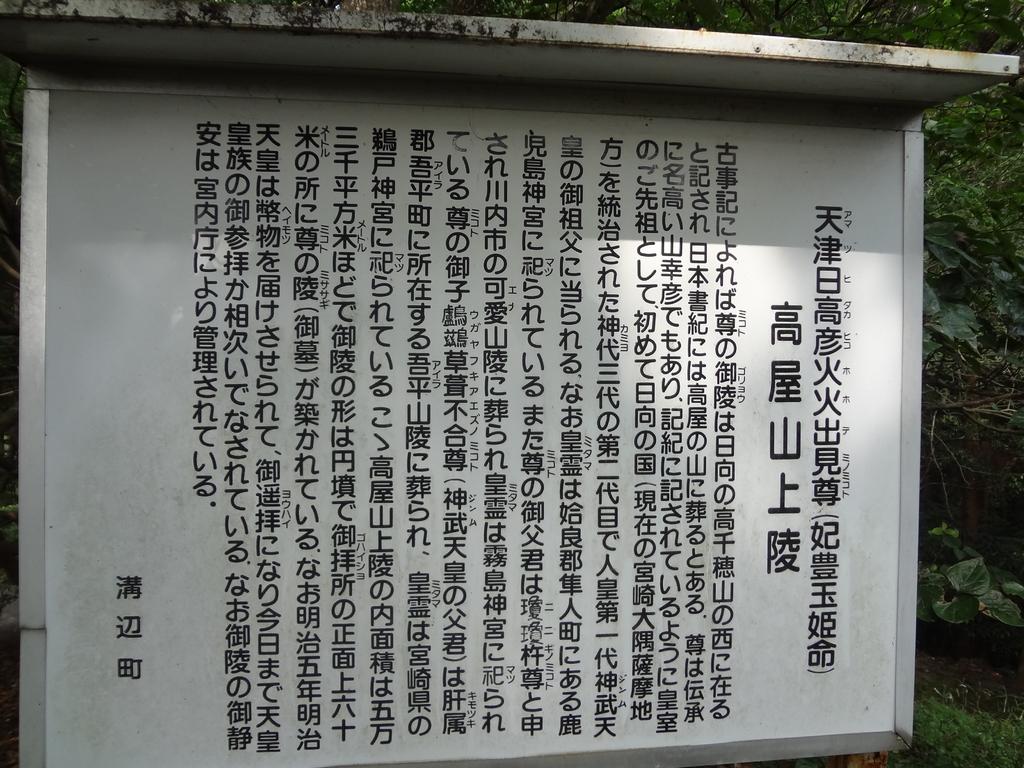 天津日高彦火火出見尊(妃豊玉姫命)
高屋山上陵
古事記によれば尊の御陵は日向の高千穂山の西に在る
と記され日本書紀には高屋の山に葬るとある、尊は伝承
に名高い山幸彦でもあり、記紀に記されているように皇室
のご先祖として、初めて日向の国(現在の宮崎大隅薩摩地
方)を統治された神代三代の第二代目で人皇第一代神武天
皇の御祖父に当られる、なお皇霊は姶良郡隼人町にある鹿
児島神宮に祀られている また尊の御父君は瓊瓊杵尊と申
され川内市の可愛山陵に葬られ皇霊は霧島神宮に祀られ
ている 尊の御子鸕鷀草葺不合尊(神武天皇の父君)は肝属
郡吾平町に所在する吾平山陵に葬られ、皇霊は宮崎県の
鵜戸神宮に祀られている こゝ高屋山上陵の内面積は五万
三千平方米ほどで御陵の形は円墳で御拝所の正面上六十
米の所に尊の陵(御墓)が築かれている、なお明治五年明治
天皇は幣物を届けさせられて、御遥拝になり今日まで天皇
皇族の御参拝か相次いでなされている、なお御陵の御静
安は宮内庁により管理されている.
溝辺町